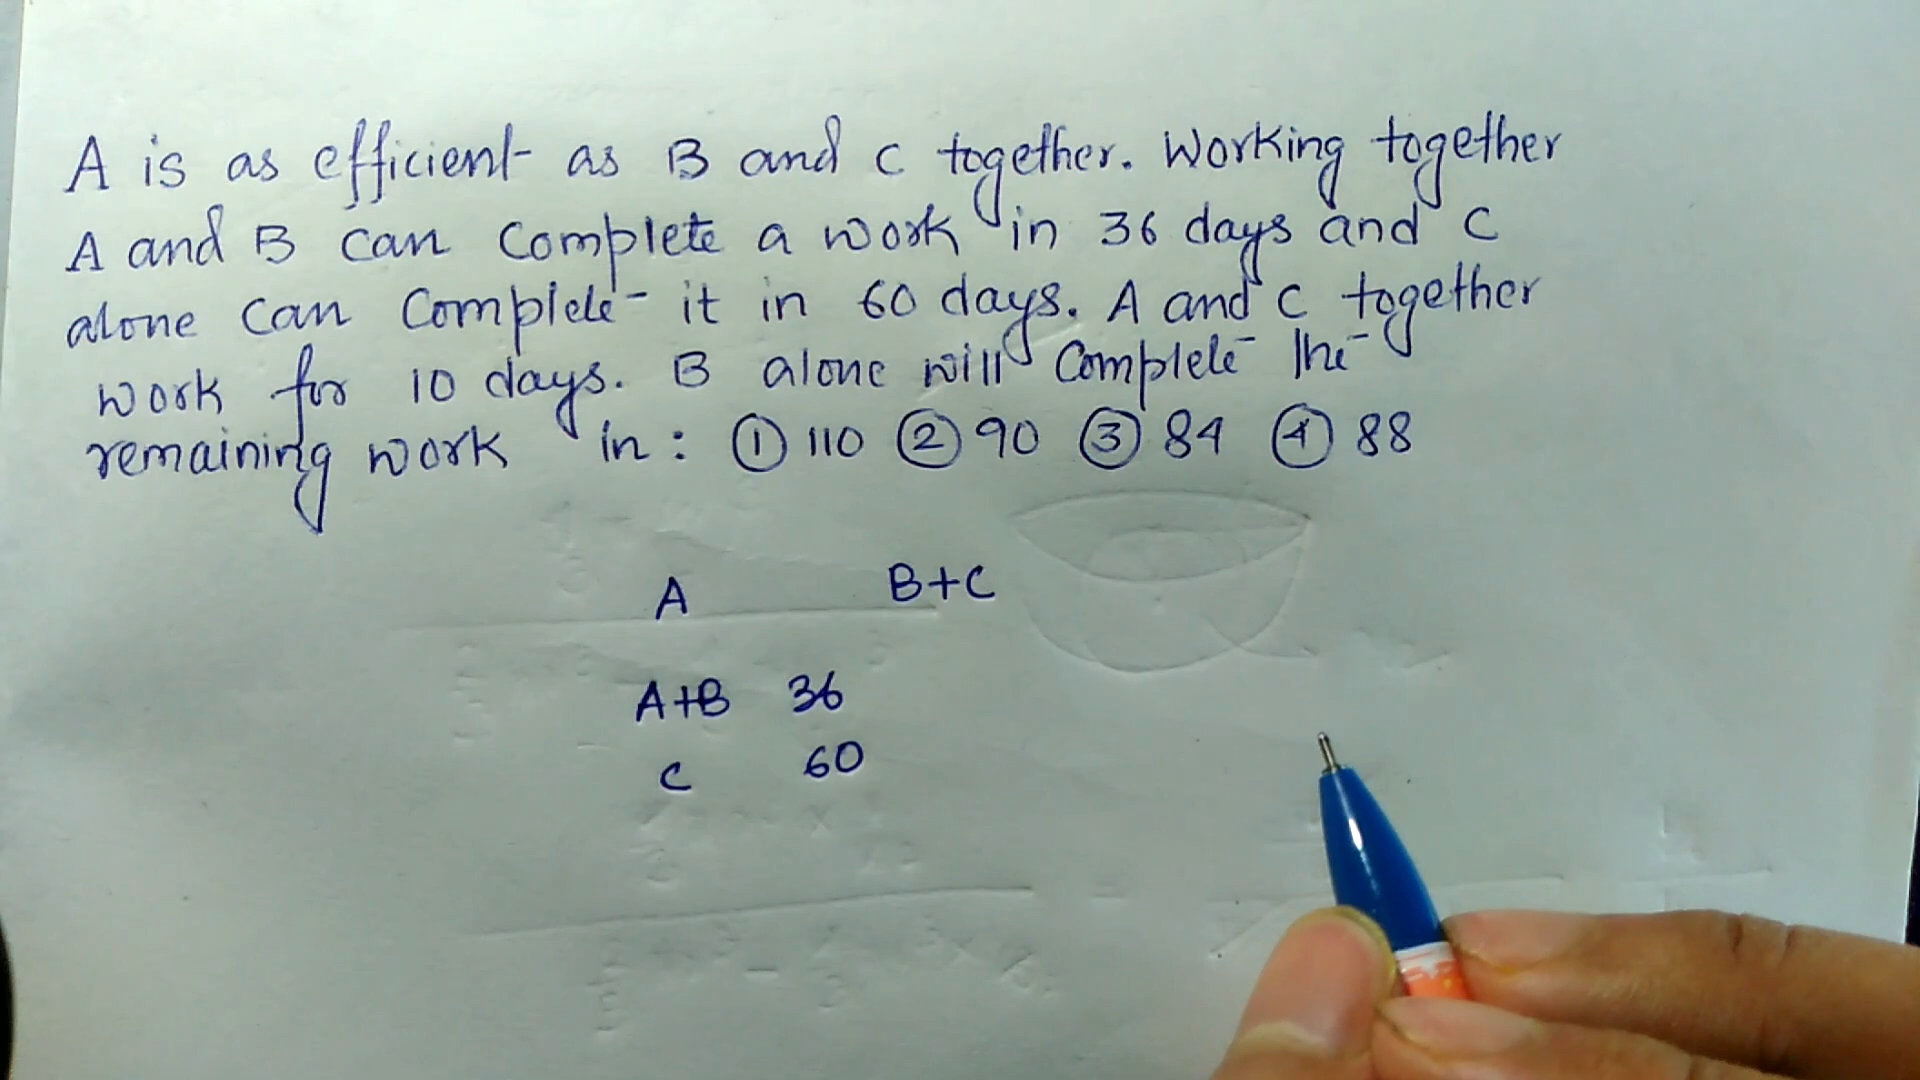 A is as efficient as B and C together. Working together
A and B can complete a work in 36 days and C
alone can complete it in 60 days. A and C together
work for 10 days. B alone will complete the
remaining work in : ① 110 ② 90 ③ 84 ④ 88
A B+C
A+B 36
C 60